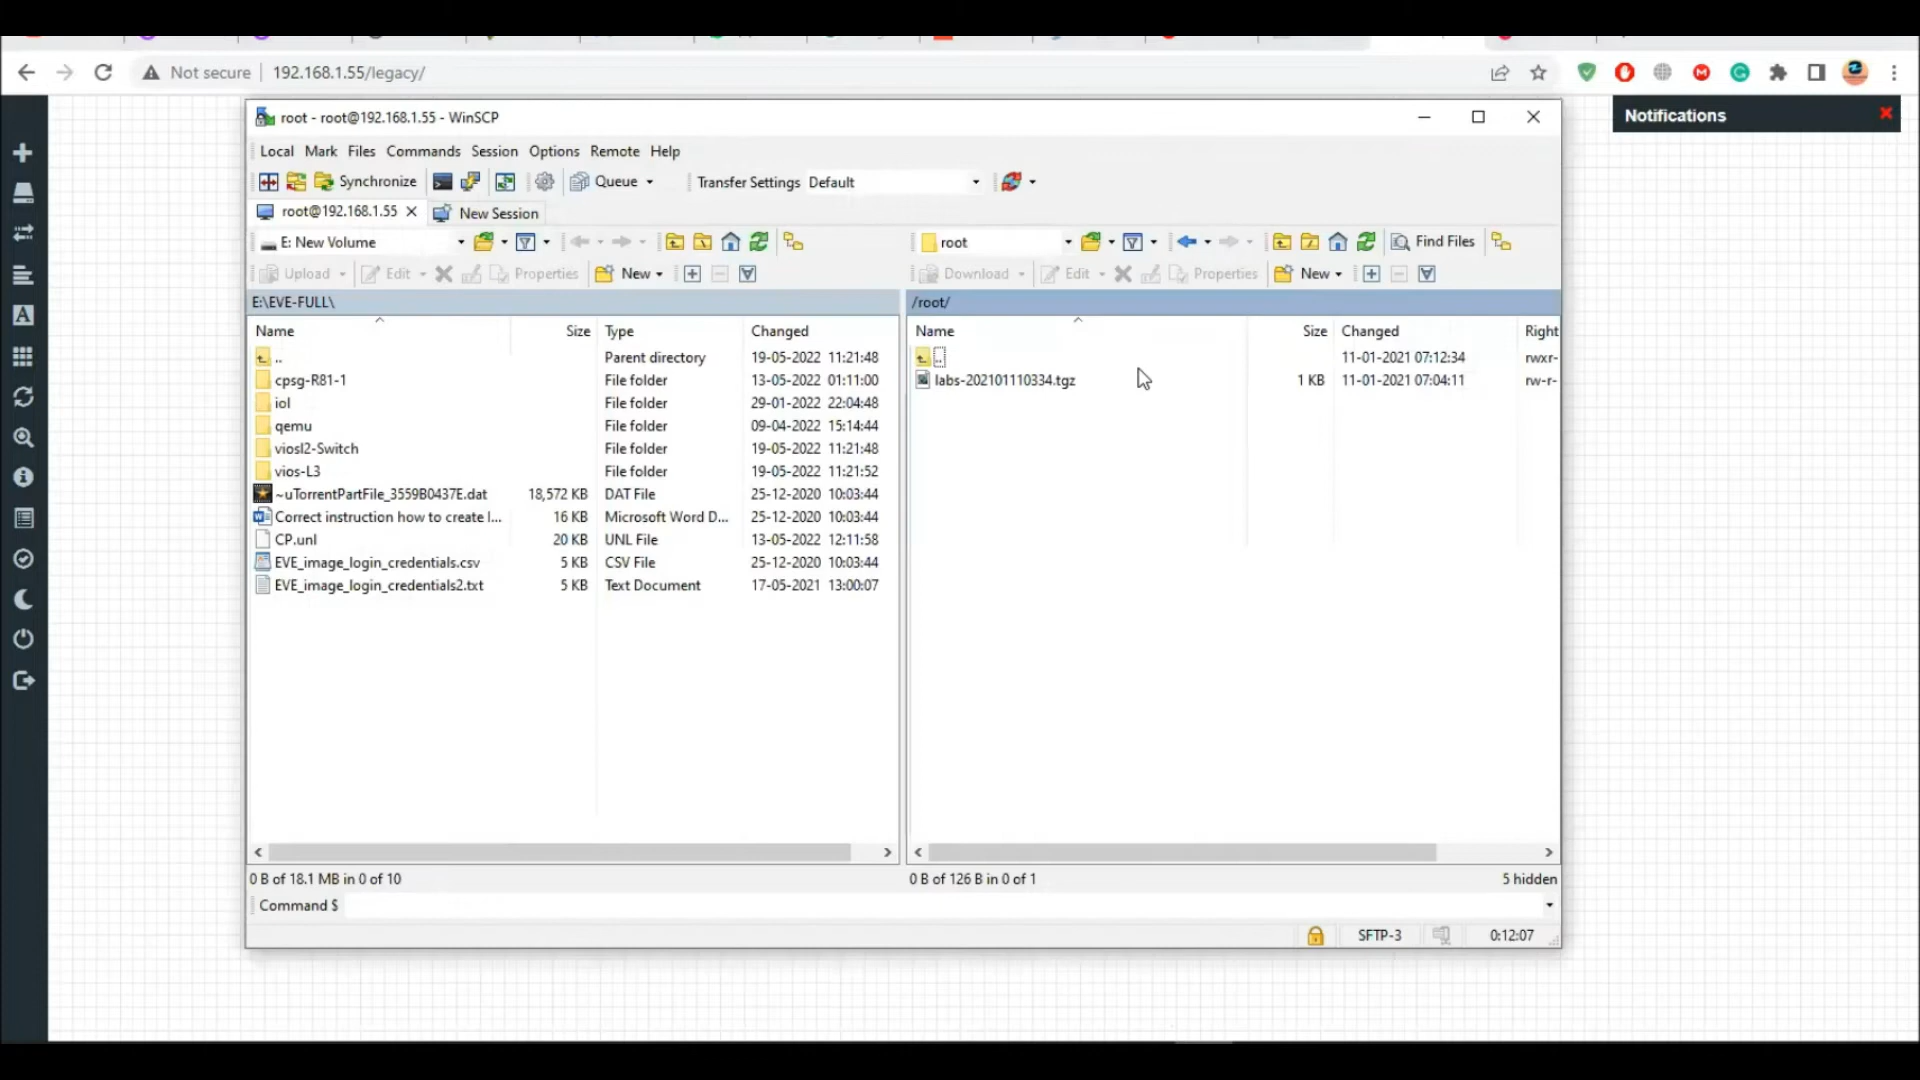 Not secure 192.168.1.55/legacy/
root - root@192.168.1.55 - WinSCP
Notifications
Local Mark Files Commands Session Options Remote Help
Synchronize Queue Transfer Settings Default
root@192.168.1.55 New Session
E: New Volume root Find Files
Upload Edit Properties New Download Edit Properties New
E:\EVE-FULL\ /root/
Name Size Type Changed Name Size Changed Right
.. Parent directory 19-05-2022 11:21:48 .. 11-01-2021 07:12:34 rwxr-
cpsg-R81-1 File folder 13-05-2022 01:11:00 labs-202101110334.tgz 1 KB 11-01-2021 07:04:11 rw-r-
iol File folder 29-01-2022 22:04:48
qemu File folder 09-04-2022 15:14:44
viosl2-Switch File folder 19-05-2022 11:21:48
vios-L3 File folder 19-05-2022 11:21:52
~uTorrentPartFile_3559B0437E.dat 18,572 KB DAT File 25-12-2020 10:03:44
Correct instruction how to create I... 16 KB Microsoft Word D... 25-12-2020 10:03:44
CP.unl 20 KB UNL File 13-05-2022 12:11:58
EVE_image_login_credentials.csv 5 KB CSV File 25-12-2020 10:03:44
EVE_image_login_credentials2.txt 5 KB Text Document 17-05-2021 13:00:07
0 B of 18.1 MB in 0 of 10 0 B of 126 B in 0 of 1 5 hidden
Command $
SFTP-3 0:12:07